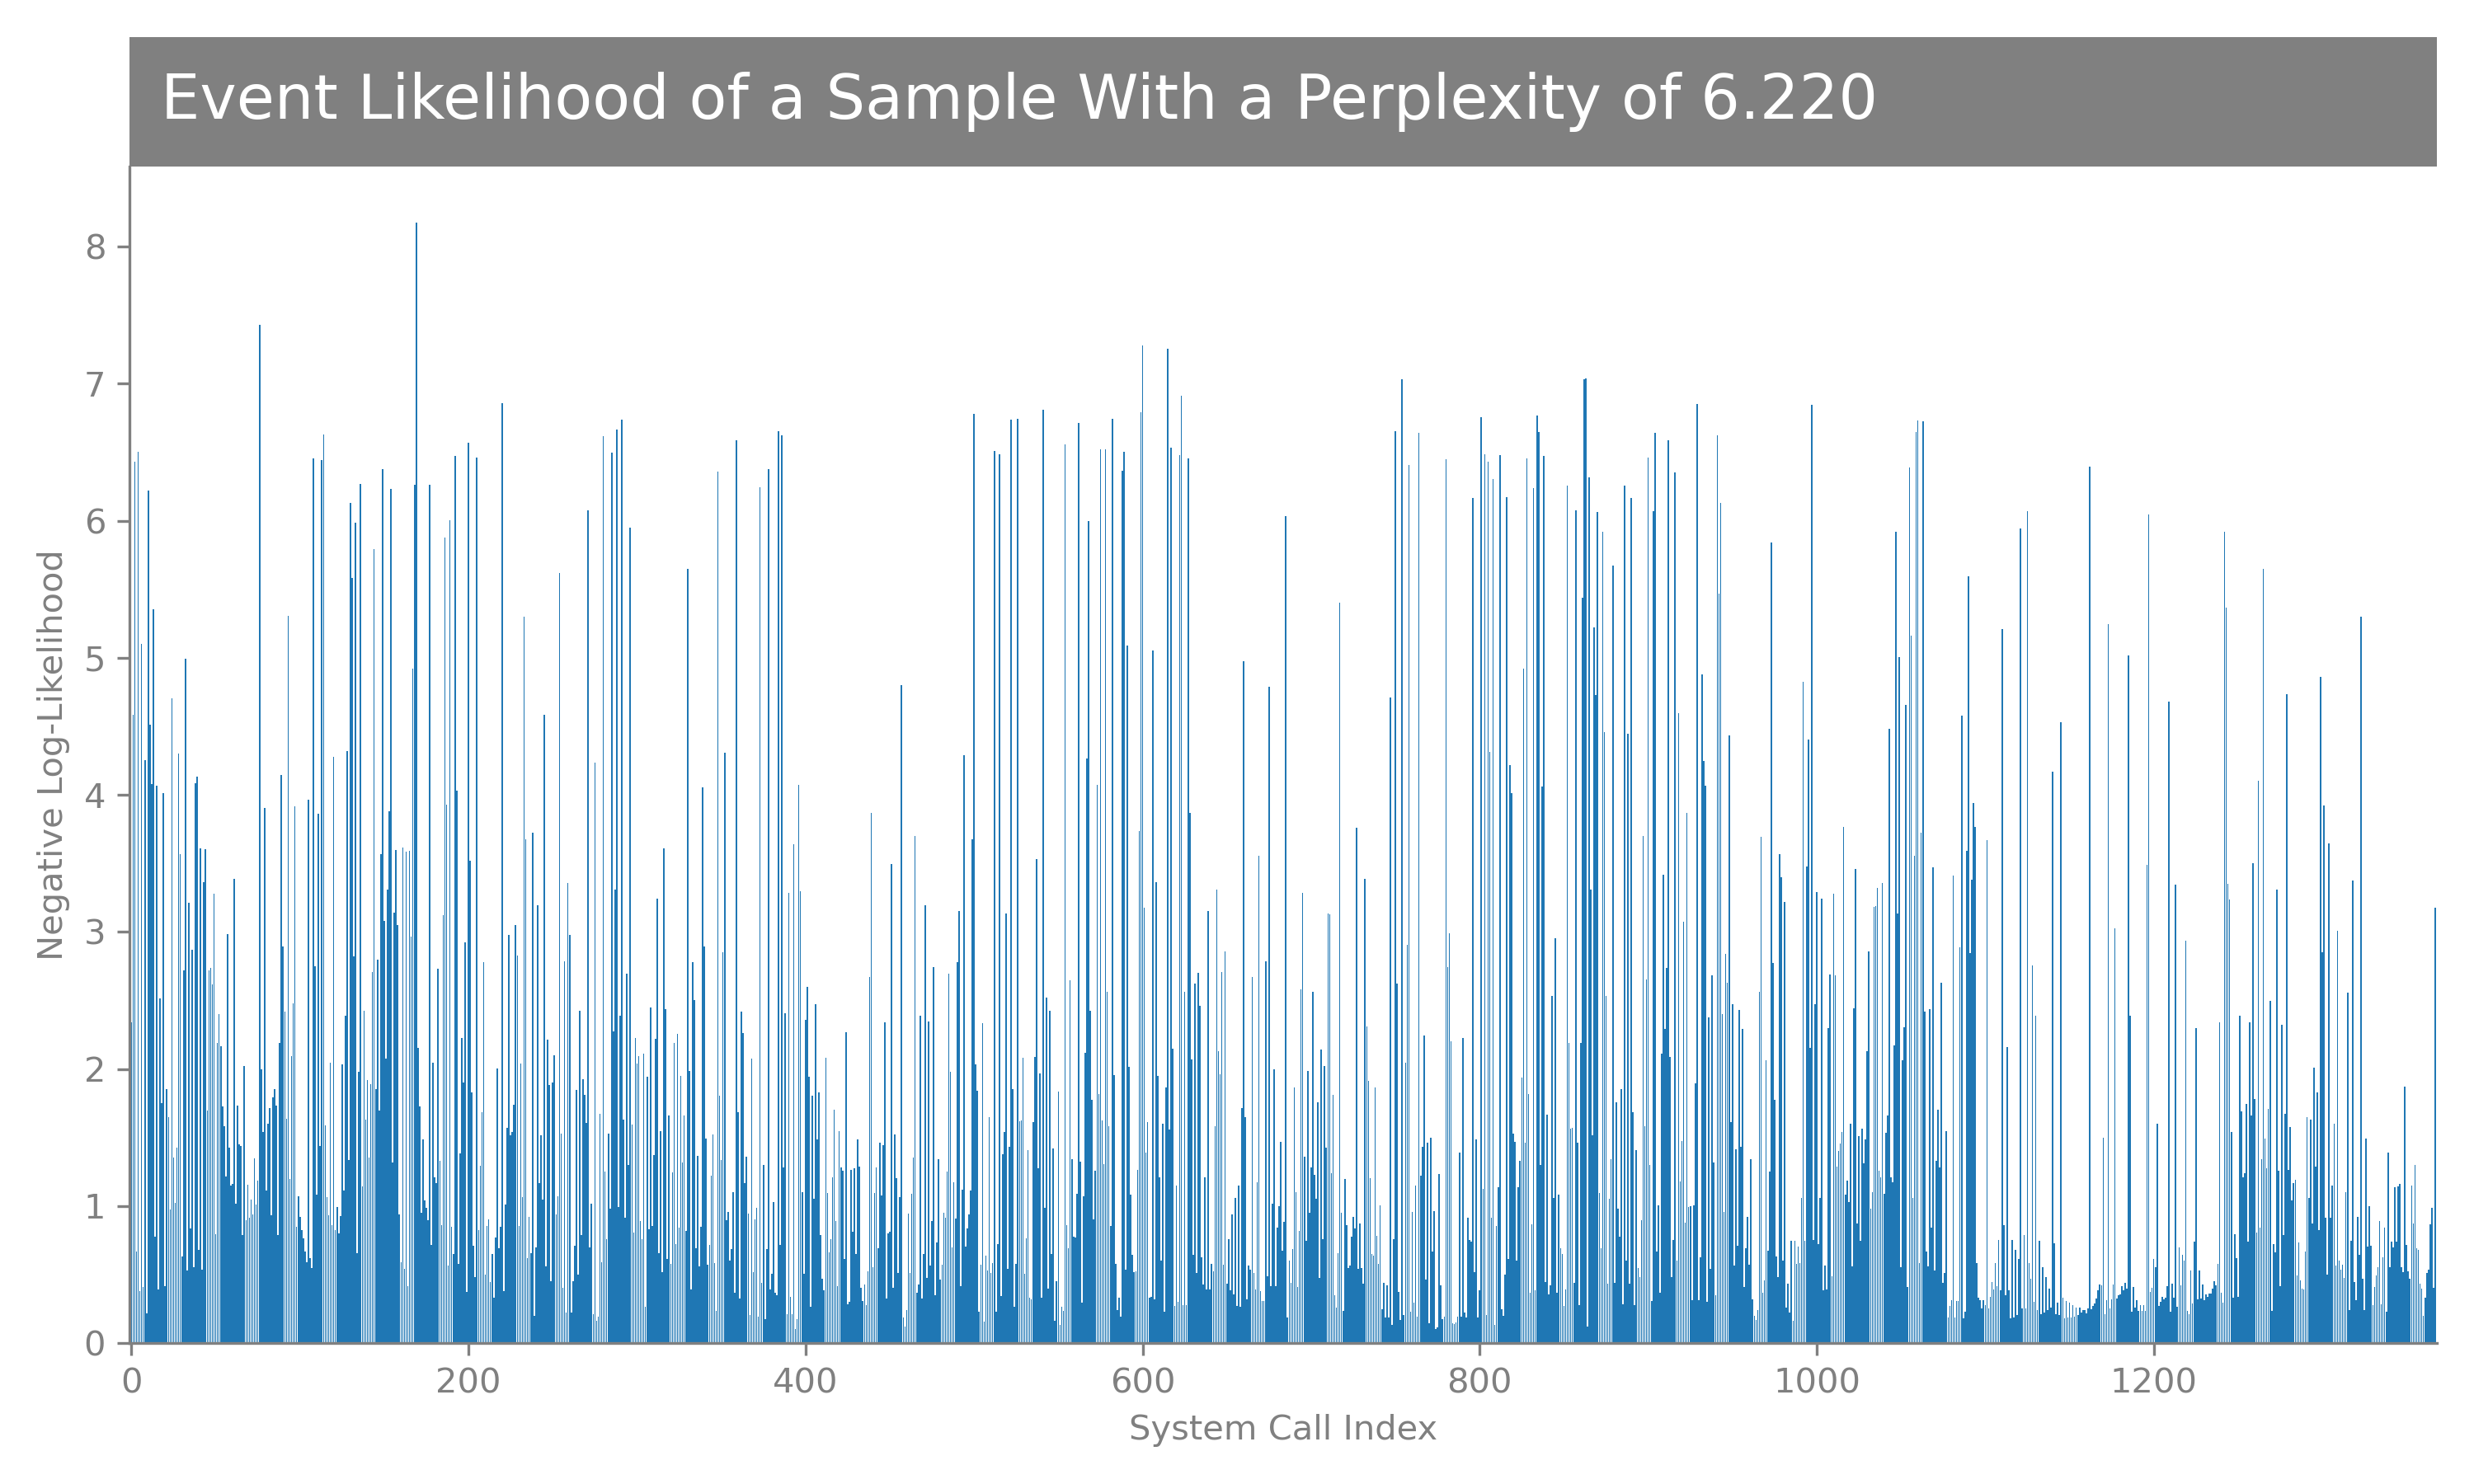 Event Likelihood of a Sample With a Perplexity of 6.220
8
7
6
5
4
3
2
1
0
Negative Log-Likelihood
0 200 400 600 800 1000 1200
System Call Index